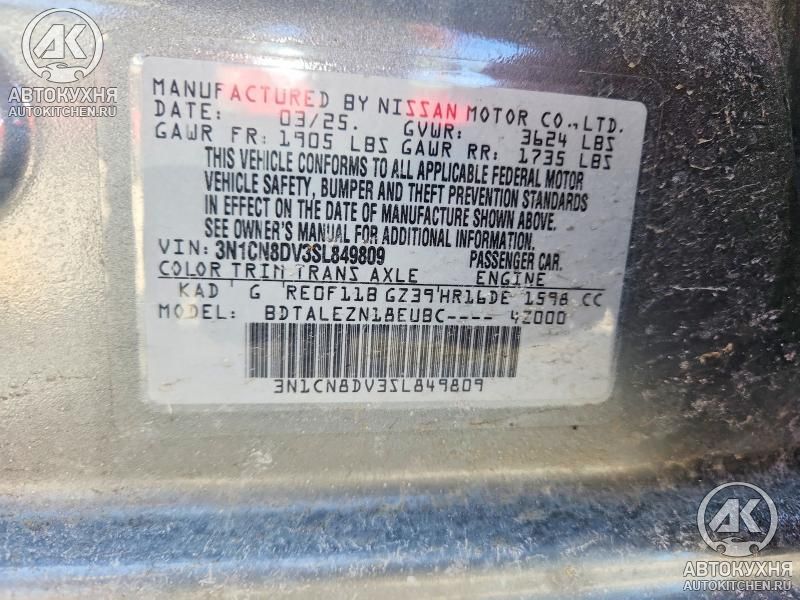 АК
АВТОКУХНЯ
AUTOKITCHEN.RU
MANUFACTURED BY NISSAN MOTOR CO.,LTD.
DATE: 03/25. GVWR: 3624 LBS
GAWR FR: 1905 LBS GAWR RR: 1735 LBS
THIS VEHICLE CONFORMS TO ALL APPLICABLE FEDERAL MOTOR
VEHICLE SAFETY, BUMPER AND THEFT PREVENTION STANDARDS
IN EFFECT ON THE DATE OF MANUFACTURE SHOWN ABOVE.
SEE OWNER'S MANUAL FOR ADDITIONAL INFORMATION.
VIN: 3N1CN8DV3SL849809 PASSENGER CAR.
COLOR TRIM TRANS AXLE ENGINE
KAD G RE0F11B GZ39 HR16DE 1598 CC
MODEL: BDTALEZN18EUBC---- 4Z000
3N1CN8DV3SL849809
АК
АВТОКУХНЯ
AUTOKITCHEN.RU